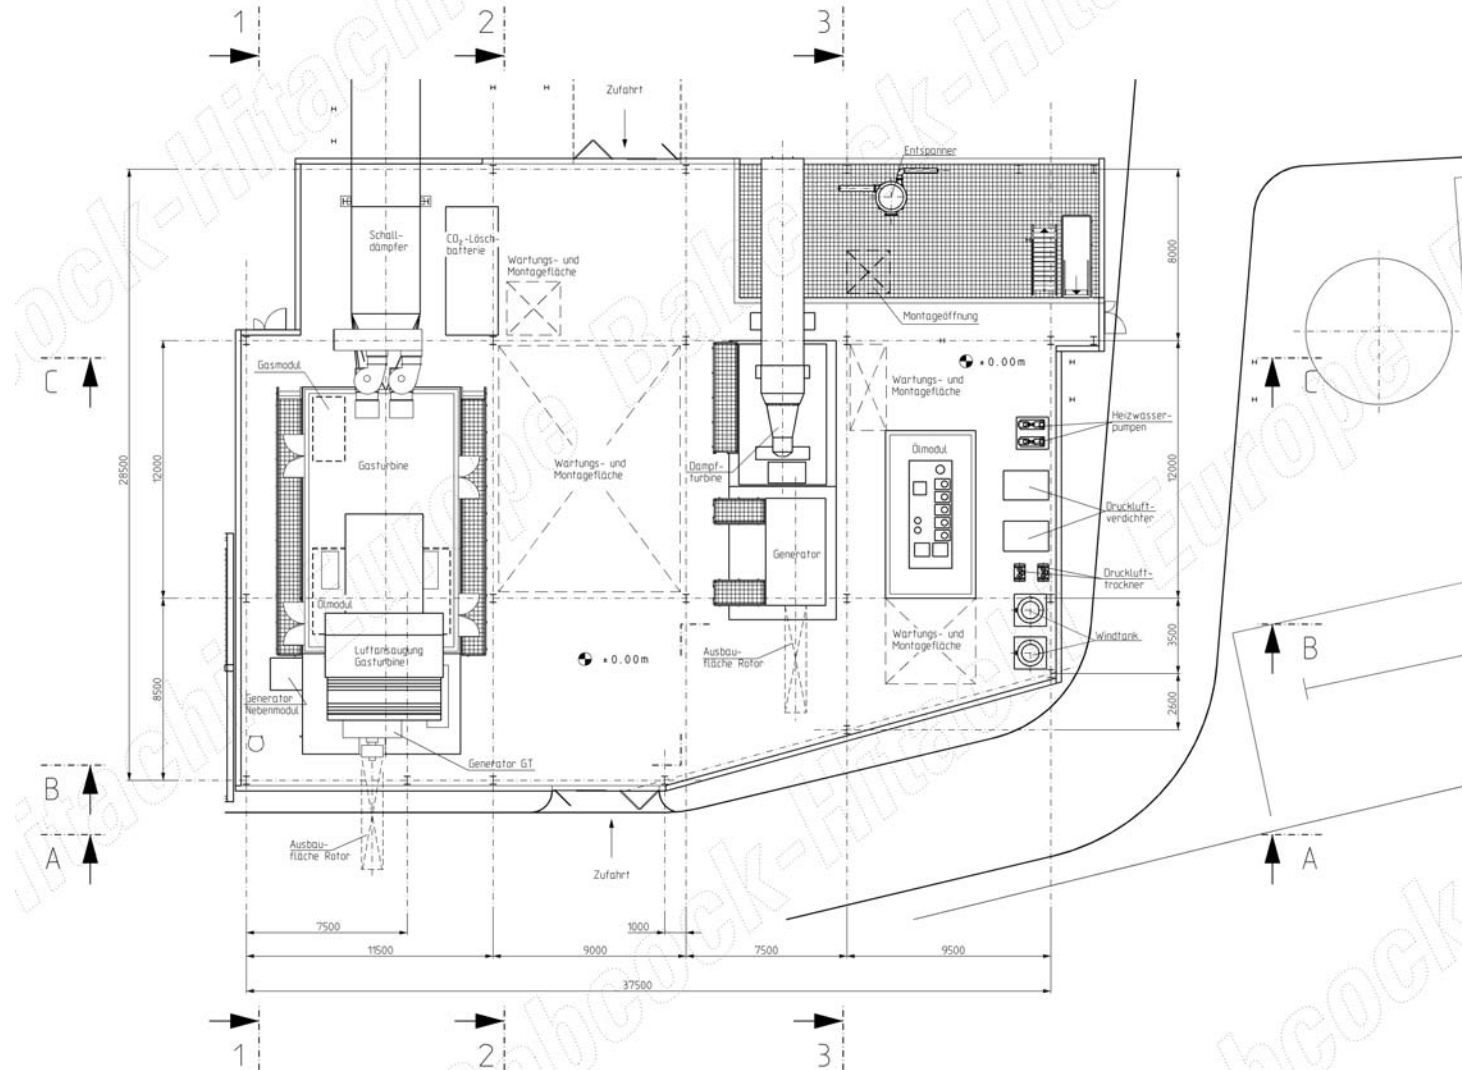 1
2
3
Zufahrt
Entspanner
Schall-
dämpfer
CO₂-Lösch-
batterie
Wartungs- und
Montagefläche
8000
Montageöffnung
C
Gasmodul
+0.00m
C
Wartungs- und
Montagefläche
Heizwasser-
pumpen
28500
12000
Gasturbine
Wartungs- und
Montagefläche
Dampf-
turbine
Ölmodul
12000
Druckluft-
verdichter
Generator
Druckluft-
trockner
Ölmodul
Luftansaugung
Gasturbine
+0.00m
Ausbau-
fläche Rotor
Wartungs- und
Montagefläche
Windtank
3500
B
8500
Generator
Nebenmodul
2600
Generator GT
B
A
Ausbau-
fläche Rotor
Zufahrt
A
7500
1000
11500
9000
7500
9500
37500
1
2
3
Babcock-Hitachi Europe